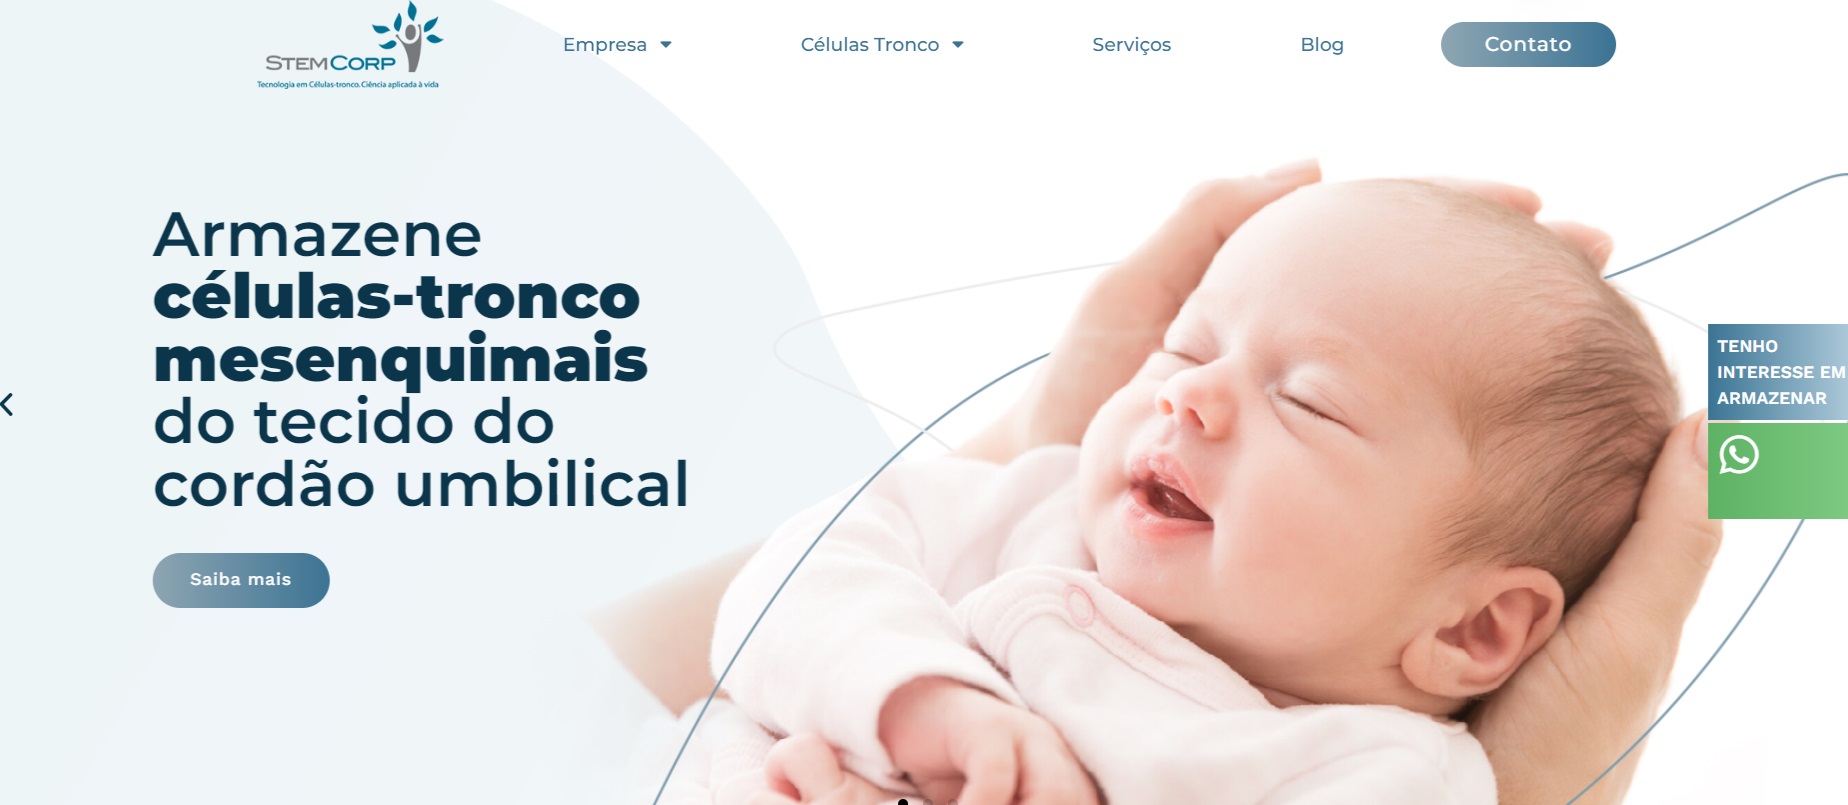 STEMCORP
Tecnologia em Células-tronco. Ciência aplicada à vida
Empresa
Células Tronco
Serviços
Blog
Contato
Armazene
células-tronco
mesenquimais
do tecido do
cordão umbilical
Saiba mais
TENHO
INTERESSE EM
ARMAZENAR